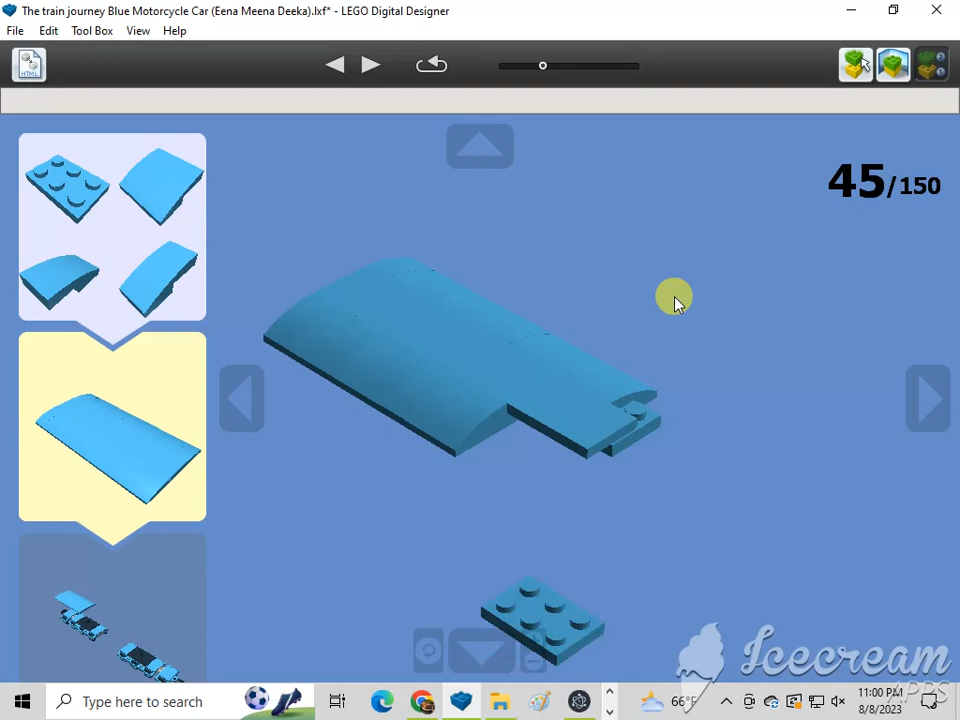 The train journey Blue Motorcycle Car (Eena Meena Deeka).lxf* - LEGO Digital Designer
File Edit Tool Box View Help
HTML
45/150
Icecream
APPS
Type here to search
66°
11:00 PM
8/8/2023